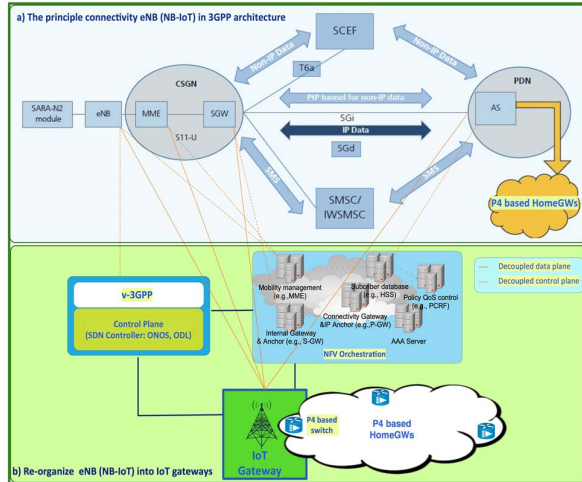 a) The principle connectivity eNB (NB-IoT) in 3GPP architecture
SCEF
Non-IP Data
Non-IP Data
T6a
CSGN
PDN
PtP tunnel for non-IP data
SARA-N2
module
eNB
MME
SGW
AS
SGi
IP Data
S11-U
SGd
SMS
SMS
SMSC/
IWSMSC
P4 based HomeGWs
Mobility management
(e.g.,MME)
Subsriber database
(e.g., HSS)
Policy QoS control
(e.g., PCRF)
Decoupled data plane
Decoupled control plane
v-3GPP
Control Plane
(SDN Controller: ONOS, ODL)
Internal Gateway
& Anchor (e.g., S-GW)
Connectivity Gateway
&IP Anchor (e.g.,P-GW)
AAA Server
NFV Orchestration
P4 based
switch
P4 based
HomeGWs
IoT
Gateway
b) Re-organize eNB (NB-IoT) into IoT gateways